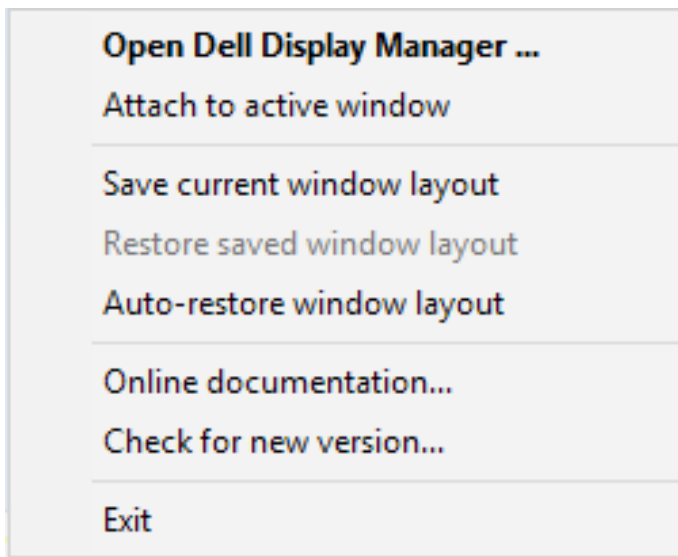 Open Dell Display Manager ...
Attach to active window
Save current window layout
Restore saved window layout
Auto-restore window layout
Online documentation...
Check for new version...
Exit